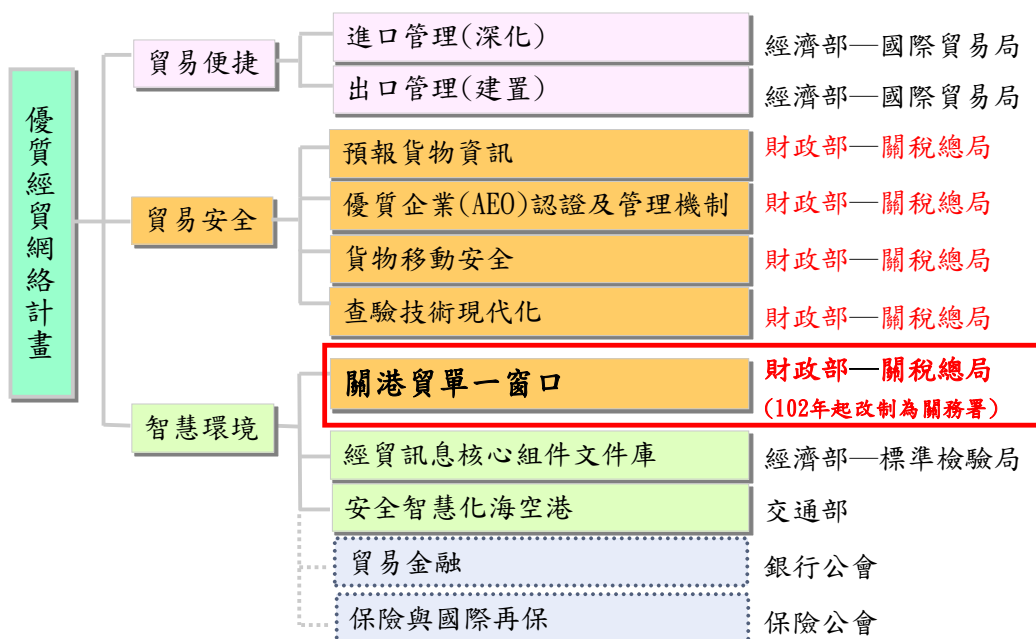 優質經貿網絡計畫
貿易便捷
進口管理(深化)
經濟部—國際貿易局
出口管理(建置)
經濟部—國際貿易局
貿易安全
預報貨物資訊
財政部—關稅總局
優質企業(AEO)認證及管理機制
財政部—關稅總局
貨物移動安全
財政部—關稅總局
查驗技術現代化
財政部—關稅總局
智慧環境
關港貿單一窗口
財政部—關稅總局
(102年起改制為關務署)
經貿訊息核心組件文件庫
經濟部—標準檢驗局
安全智慧化海空港
交通部
貿易金融
銀行公會
保險與國際再保
保險公會